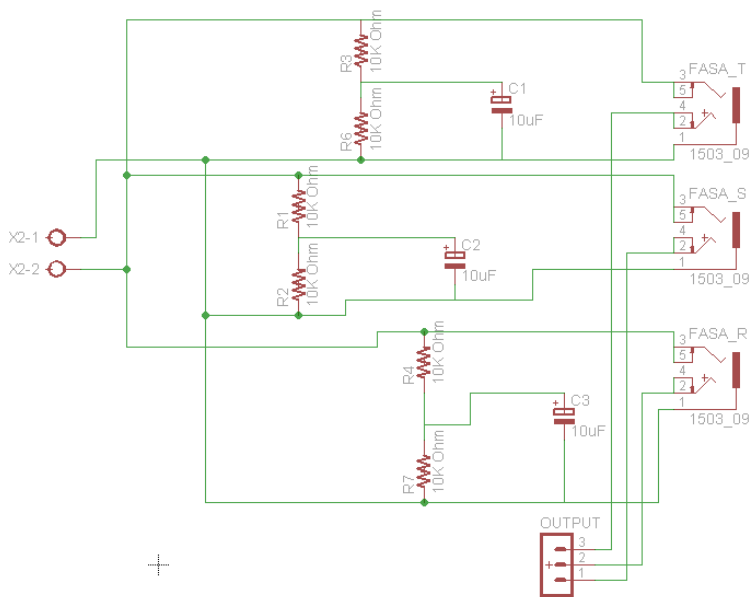 FASA_T
3
5
4
2
1
1503_09
R3
10K Ohm
R6
10K Ohm
C1
+
10uF
FASA_S
3
5
4
2
1
1503_09
R1
10K Ohm
R2
10K Ohm
C2
+
10uF
X2-1
X2-2
FASA_R
3
5
4
2
1
1503_09
R4
10K Ohm
R7
10K Ohm
C3
+
10uF
OUTPUT
3
2
1